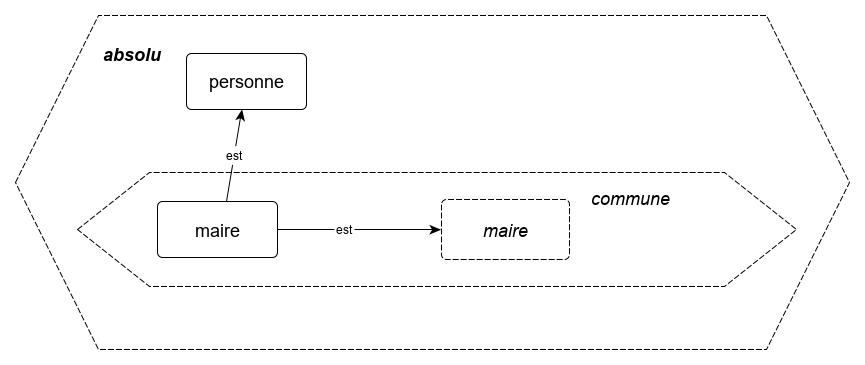 absolu
personne
est
commune
maire
est
maire